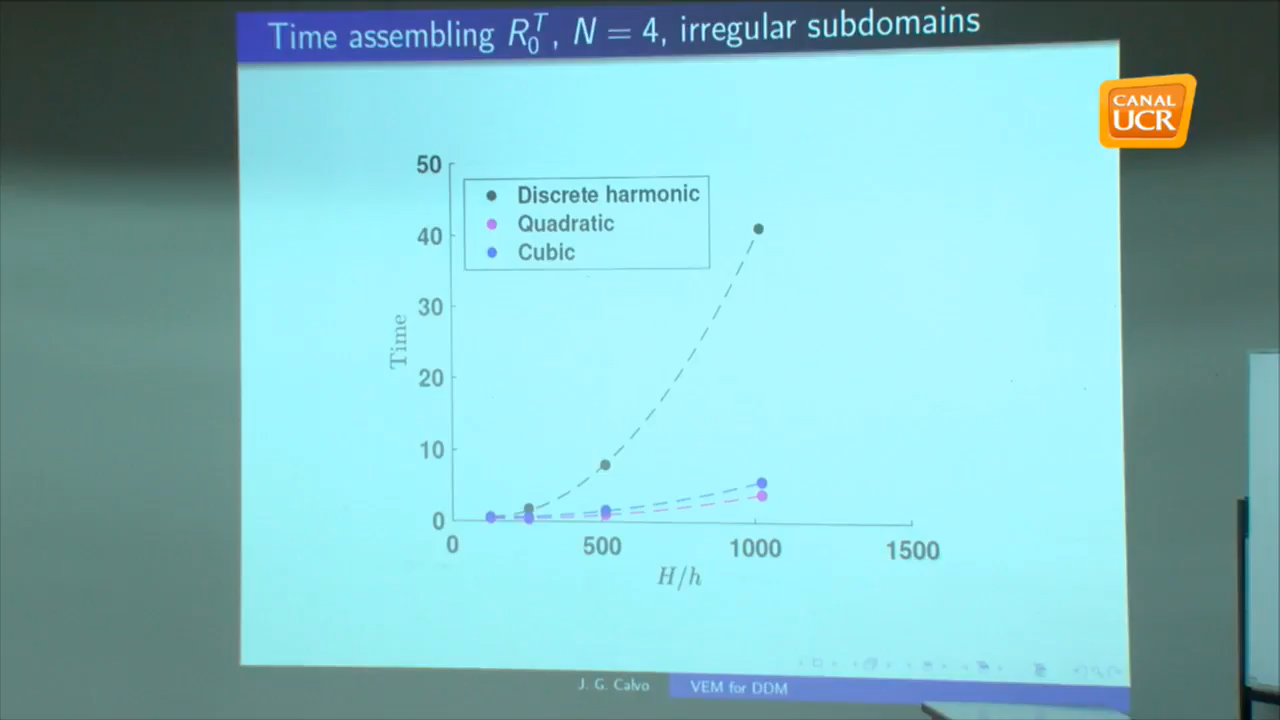 Time assembling R_0^T, N = 4, irregular subdomains
CANAL
UCR
50
40
30
20
10
0
Time
Discrete harmonic
Quadratic
Cubic
0 500 1000 1500
H/h
J. G. Calvo VEM for DDM